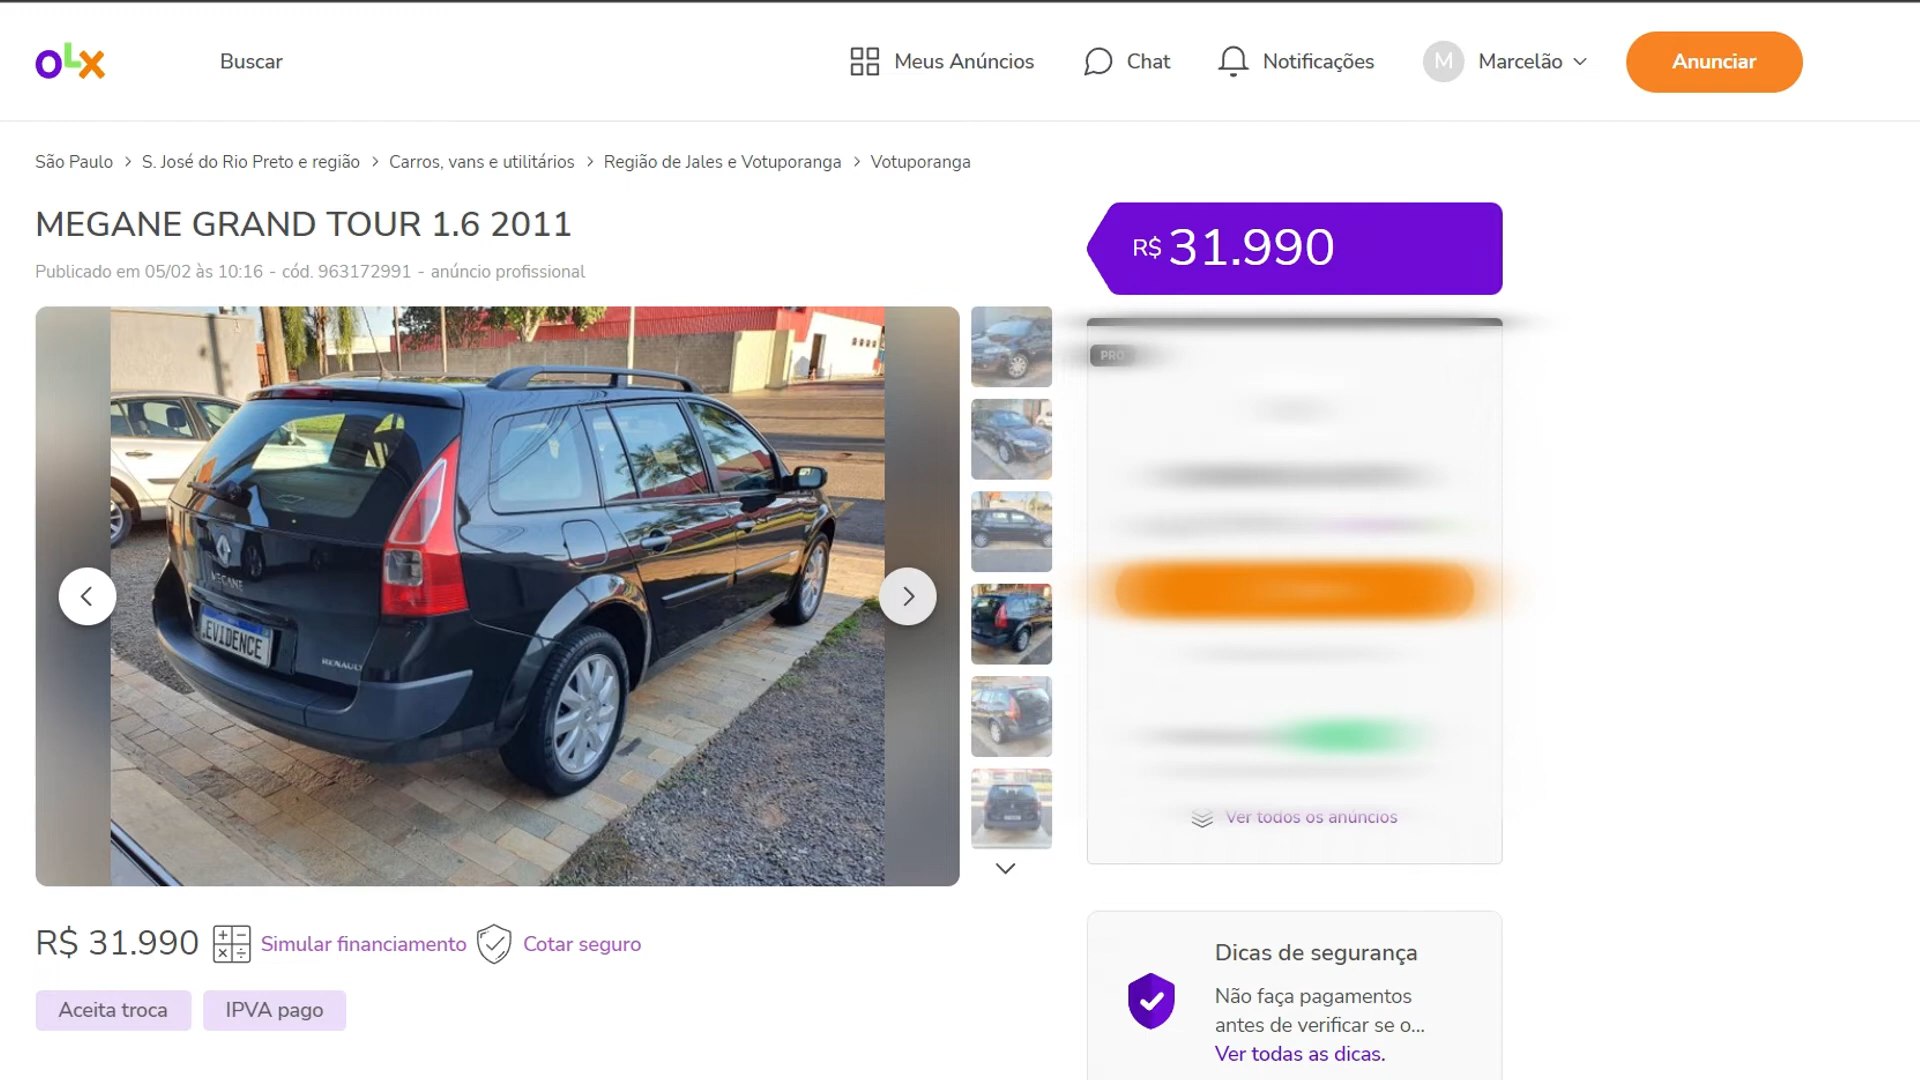 olx
Buscar
Meus Anúncios
Chat
Notificações
M
Marcelão
Anunciar
São Paulo > S. José do Rio Preto e região > Carros, vans e utilitários > Região de Jales e Votuporanga > Votuporanga
MEGANE GRAND TOUR 1.6 2011
Publicado em 05/02 às 10:16 - cód. 963172991 - anúncio profissional
R$ 31.990
PRO
MEGANE
EVIDENCE
RENAULT
Ver todos os anúncios
R$ 31.990
Simular financiamento
Cotar seguro
Aceita troca
IPVA pago
Dicas de segurança
Não faça pagamentos
antes de verificar se o...
Ver todas as dicas.